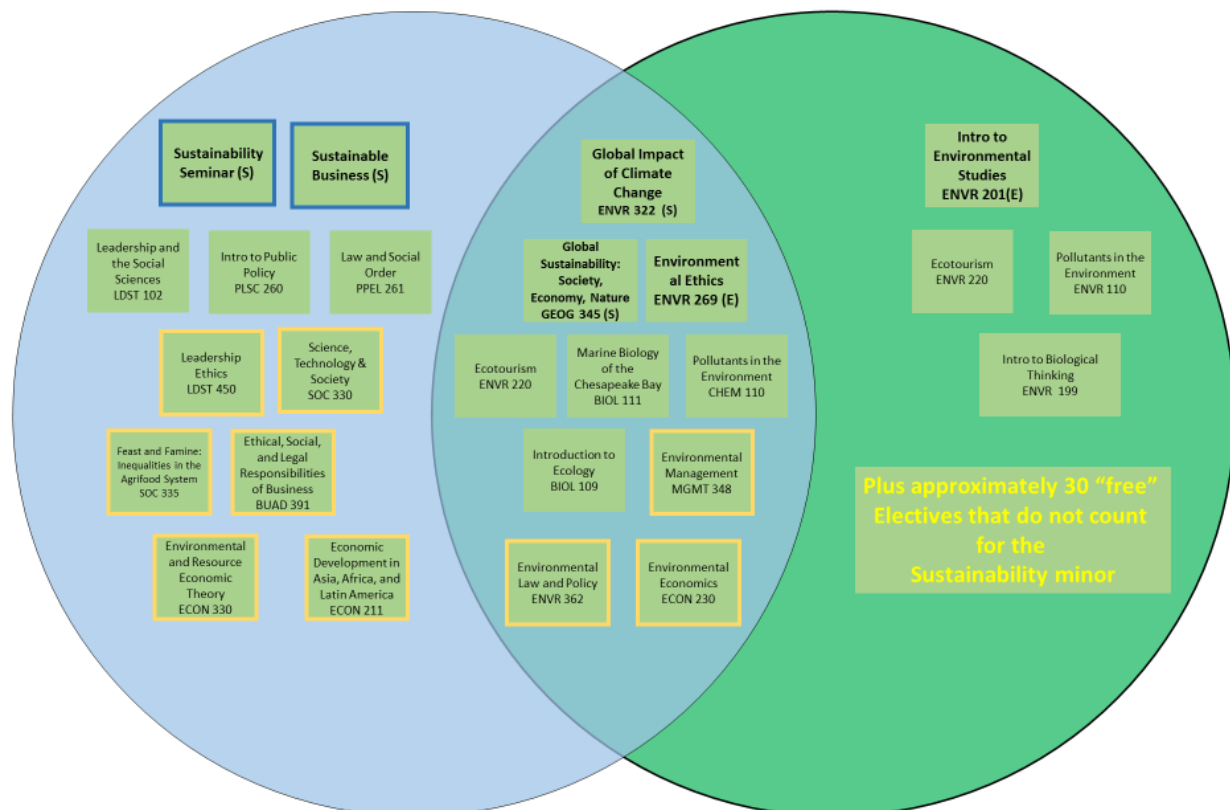 Sustainability
Seminar (S)
Sustainable
Business (S)
Leadership and
the Social
Sciences
LDST 102
Intro to Public
Policy
PLSC 260
Law and Social
Order
PPEL 261
Leadership
Ethics
LDST 450
Science,
Technology &
Society
SOC 330
Feast and Famine:
Inequalities in the
Agrifood System
SOC 335
Ethical, Social,
and Legal
Responsibilities
of Business
BUAD 391
Environmental
and Resource
Economic
Theory
ECON 330
Economic
Development in
Asia, Africa, and
Latin America
ECON 211
Global Impact
of Climate
Change
ENVR 322 (S)
Global
Sustainability:
Society,
Economy, Nature
GEOG 345 (S)
Environment
al Ethics
ENVR 269 (E)
Ecotourism
ENVR 220
Marine Biology
of the
Chesapeake Bay
BIOL 111
Pollutants in the
Environment
CHEM 110
Introduction to
Ecology
BIOL 109
Environmental
Management
MGMT 348
Environmental
Law and Policy
ENVR 362
Environmental
Economics
ECON 230
Intro to
Environmental
Studies
ENVR 201(E)
Ecotourism
ENVR 220
Pollutants in the
Environment
ENVR 110
Intro to Biological
Thinking
ENVR 199
Plus approximately 30 “free”
Electives that do not count
for the
Sustainability minor